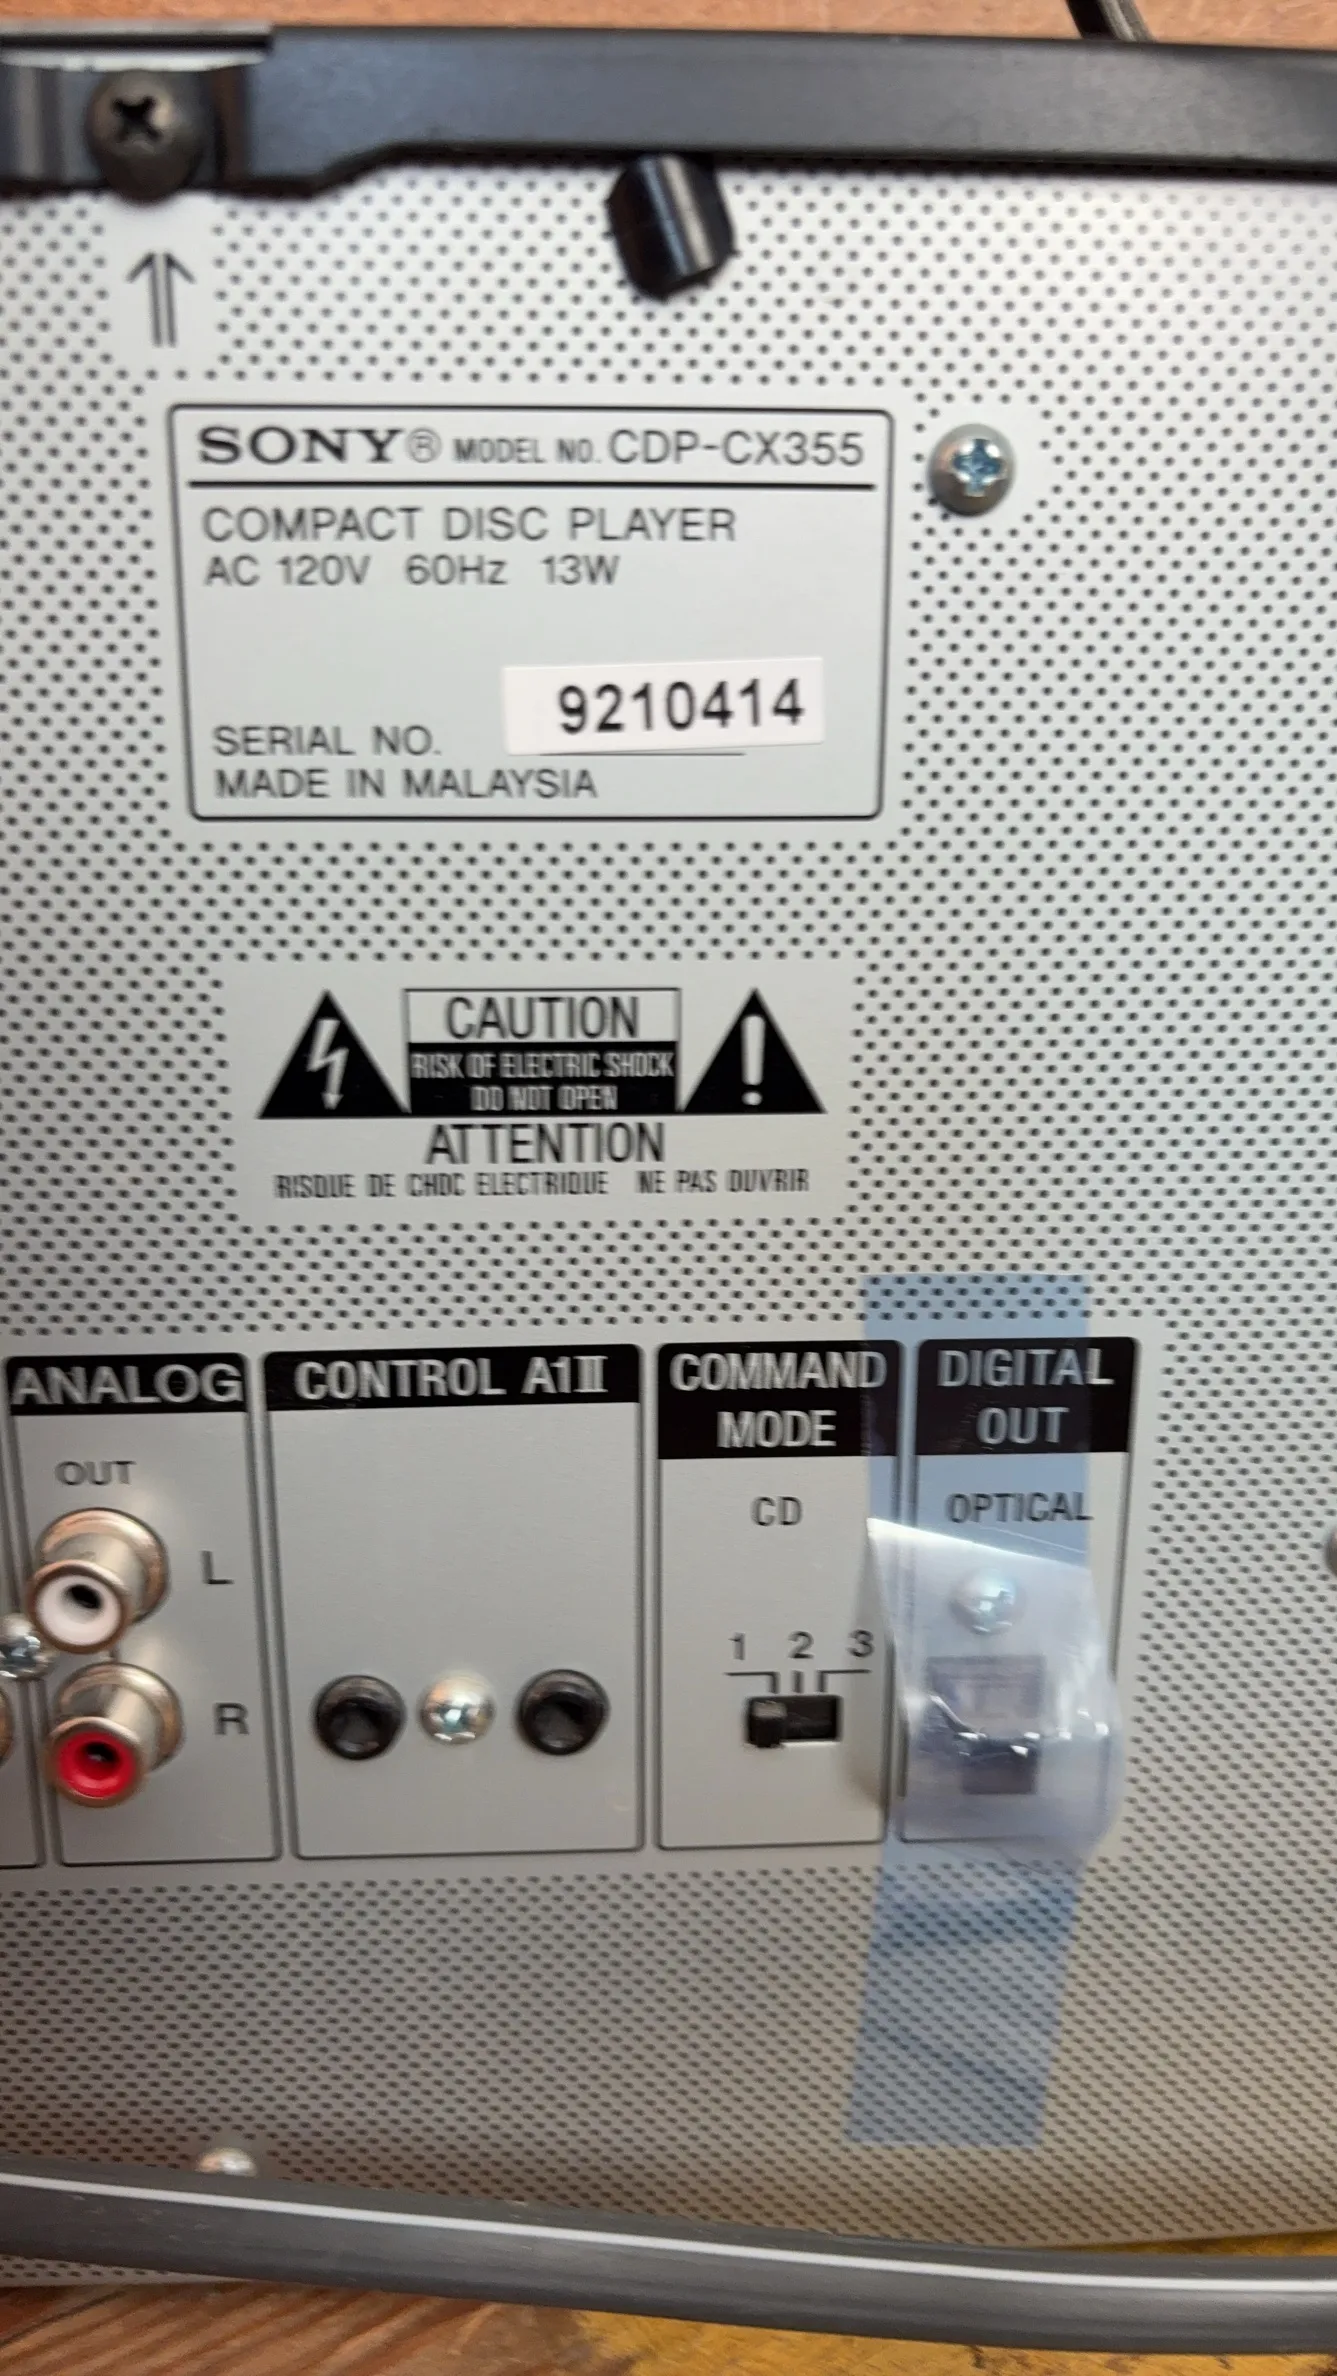 SONY® MODEL NO. CDP-CX355
COMPACT DISC PLAYER
AC 120V 60Hz 13W
9210414
SERIAL NO.
MADE IN MALAYSIA
CAUTION
RISK OF ELECTRIC SHOCK
DO NOT OPEN
ATTENTION
RISQUE DE CHOC ELECTRIQUE NE PAS OUVRIR
ANALOG
OUT
L
R
CONTROL A1II
COMMAND
MODE
CD
1 2 3
DIGITAL
OUT
OPTICAL